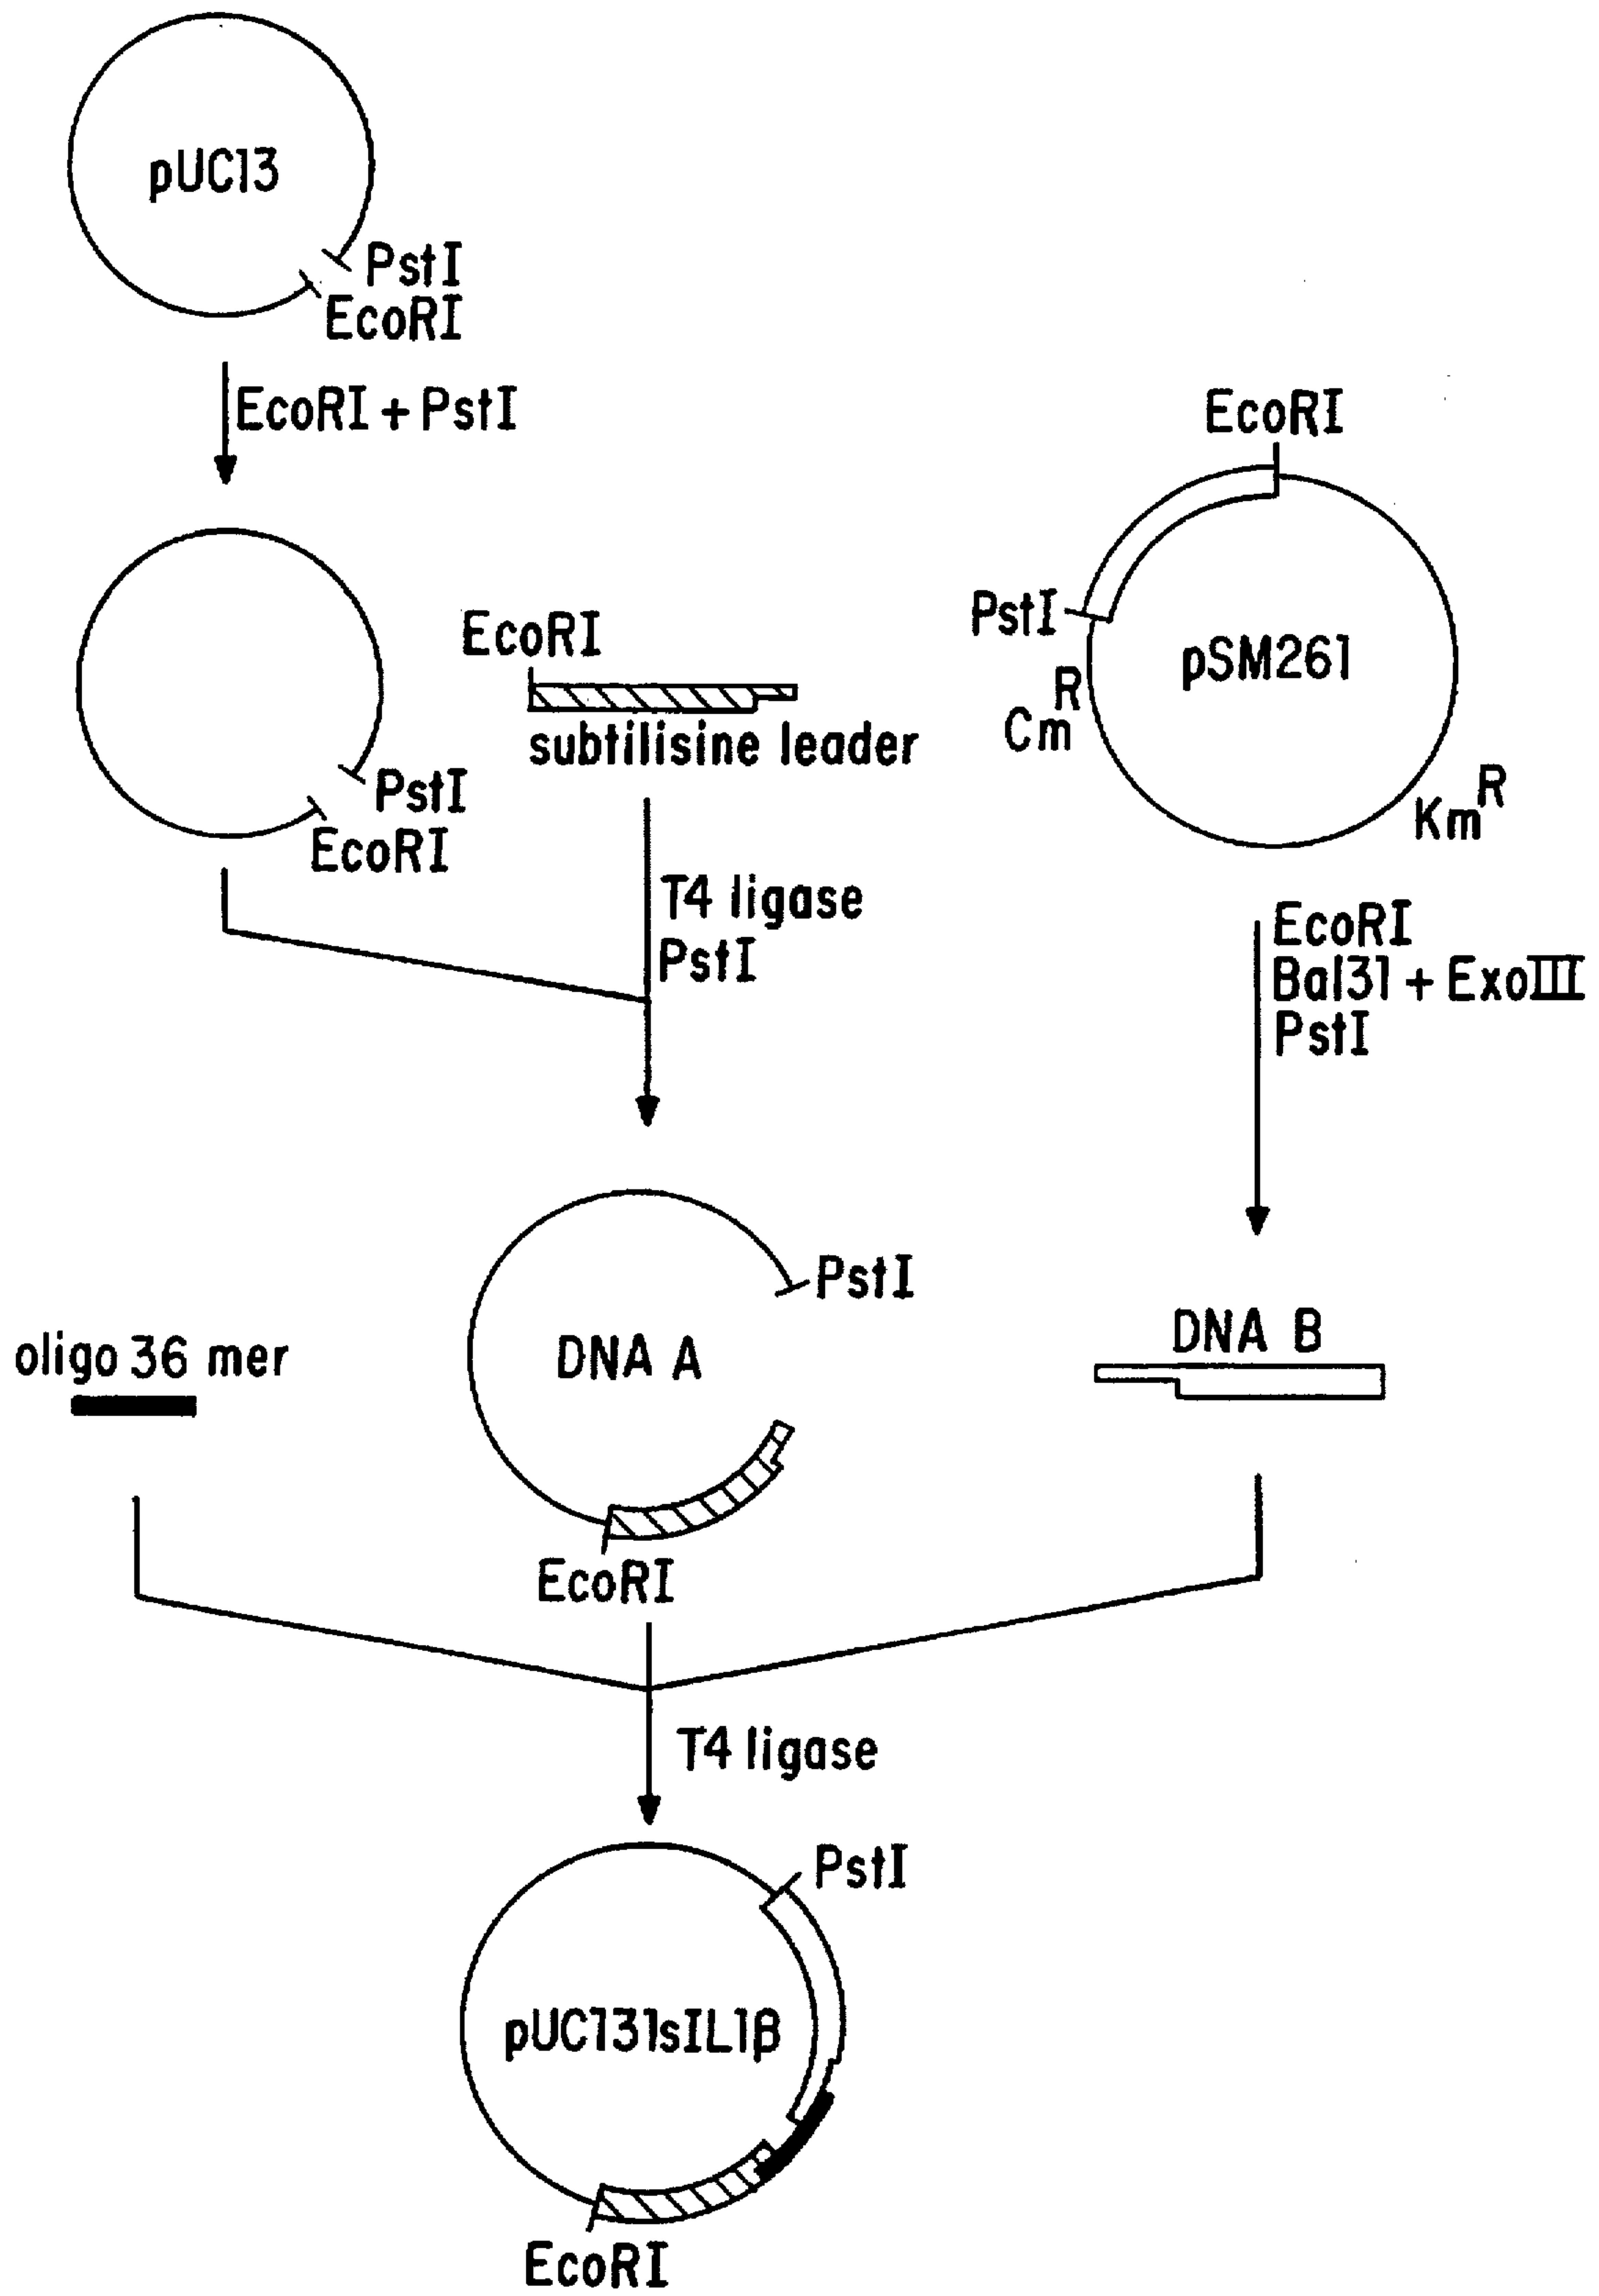 pUC13
PstI
EcoRI
EcoRI + PstI
EcoRI
PstI
pSM261
Cm^R
Km^R
EcoRI
subtilisine leader
PstI
EcoRI
T4 ligase
PstI
EcoRI
Bal31 + ExoIII
PstI
PstI
DNA A
EcoRI
oligo 36 mer
DNA B
T4 ligase
PstI
pUC131sIL1β
EcoRI